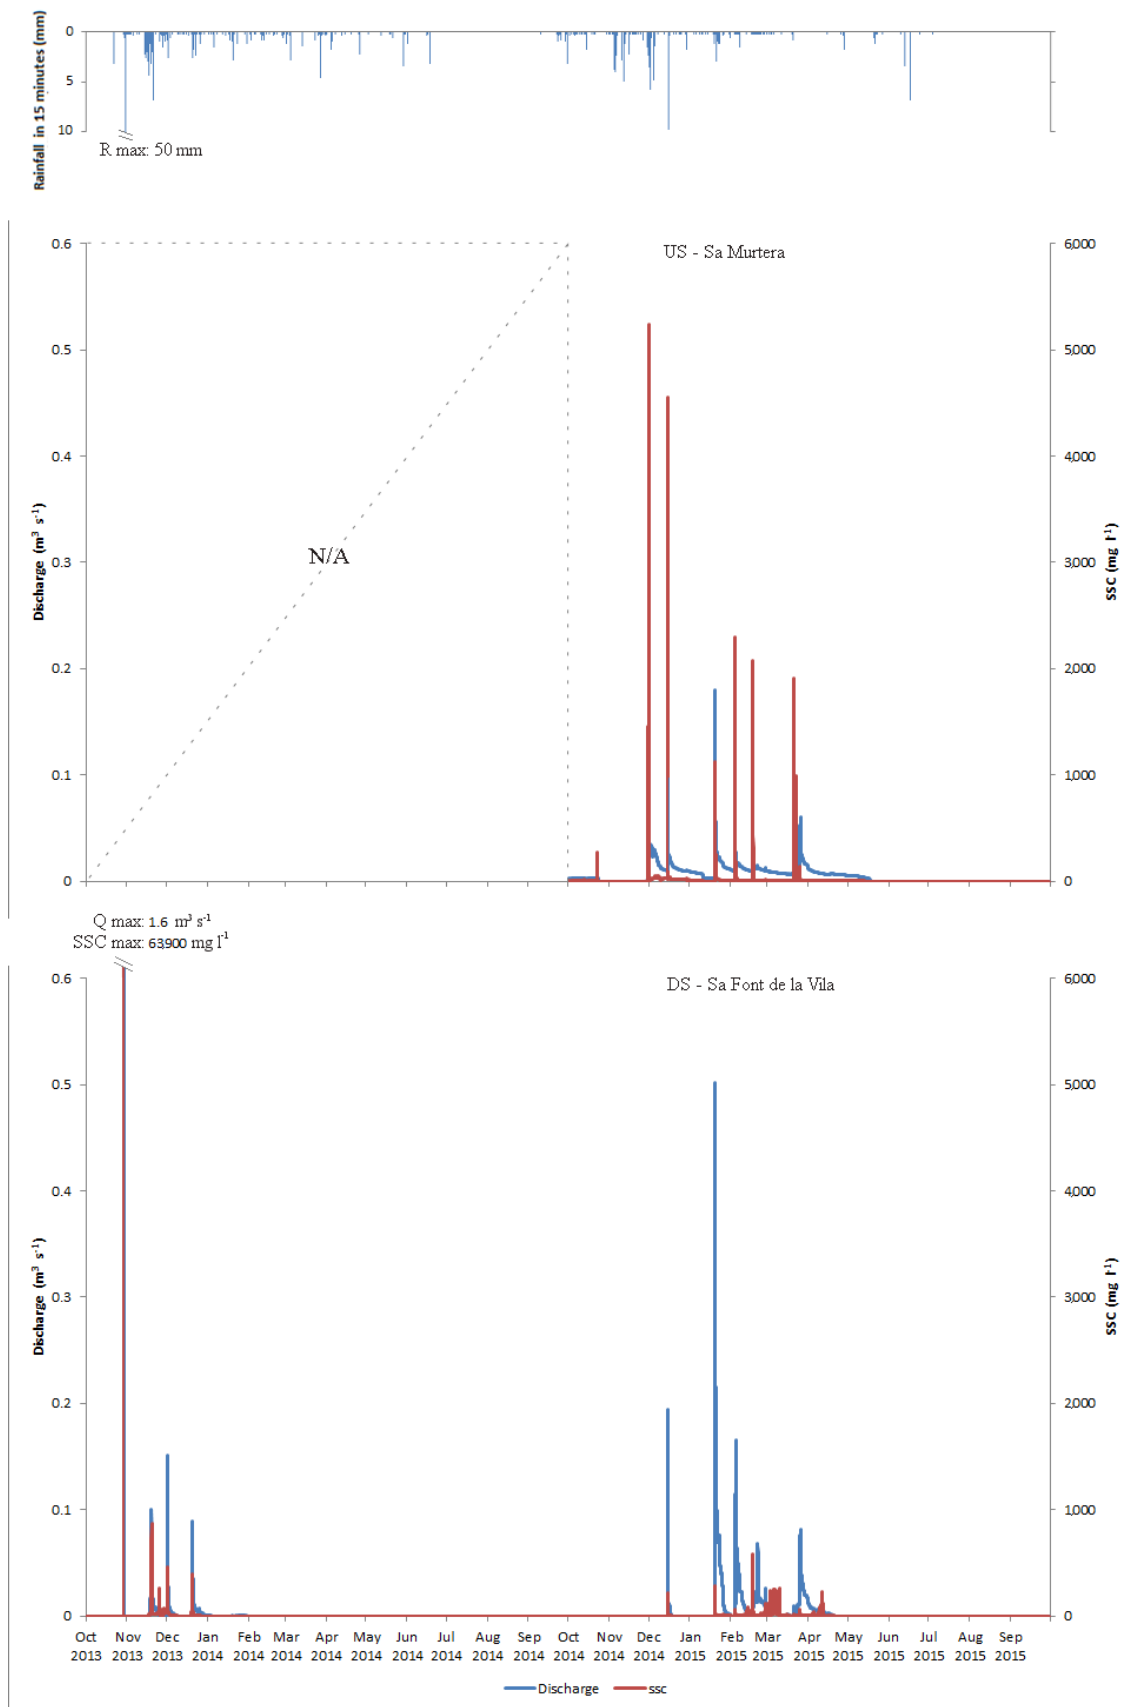 Rainfall in 15 minutes (mm)
0
5
10
R max: 50 mm
US - Sa Murtera
Discharge (m³ s⁻¹)
0.6
0.5
0.4
0.3
0.2
0.1
0
N/A
6,000
5,000
4,000
3,000
2,000
1,000
0
SSC (mg l⁻¹)
Q max: 1.6 m³ s⁻¹
SSC max: 63,900 mg l⁻¹
DS - Sa Font de la Vila
Discharge (m³ s⁻¹)
0.6
0.5
0.4
0.3
0.2
0.1
0
6,000
5,000
4,000
3,000
2,000
1,000
0
SSC (mg l⁻¹)
Oct Nov Dec Jan Feb Mar Apr May Jun Jul Aug Sep Oct Nov Dec Jan Feb Mar Apr May Jun Jul Aug Sep
2013 2013 2013 2014 2014 2014 2014 2014 2014 2014 2014 2014 2014 2014 2014 2015 2015 2015 2015 2015 2015 2015 2015 2015
Discharge ssc